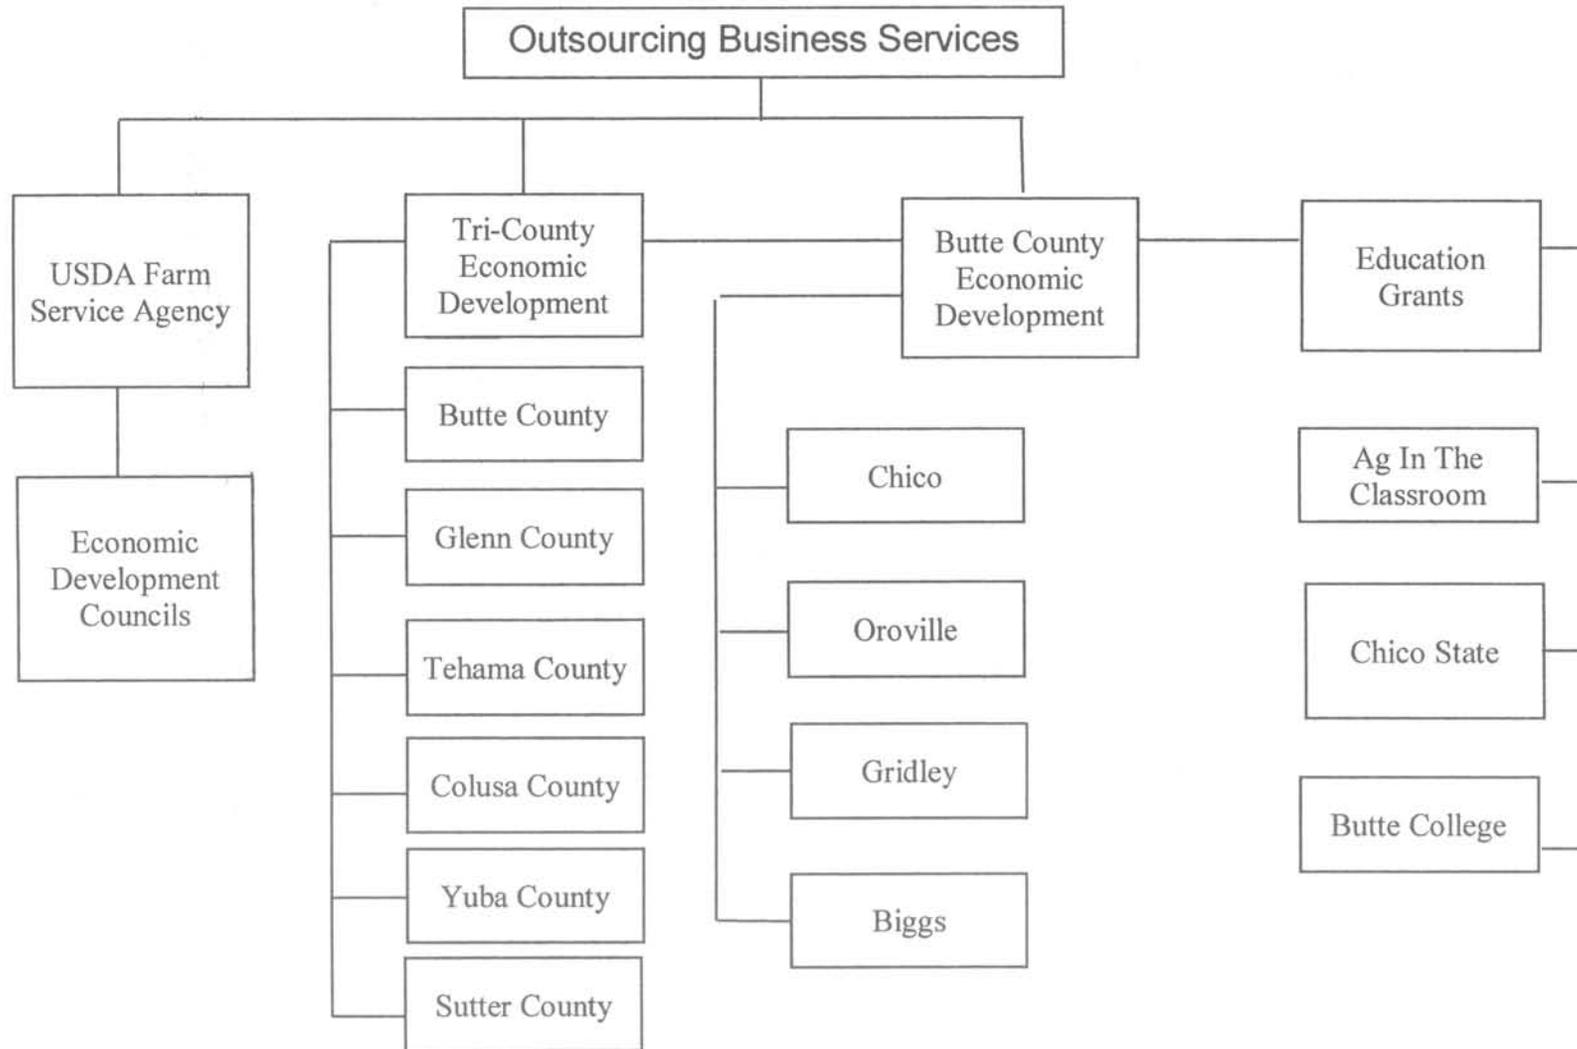 Outsourcing Business Services
USDA Farm
Service Agency
Economic
Development
Councils
Tri-County
Economic
Development
Butte County
Glenn County
Tehama County
Colusa County
Yuba County
Sutter County
Butte County
Economic
Development
Chico
Oroville
Gridley
Biggs
Education
Grants
Ag In The
Classroom
Chico State
Butte College